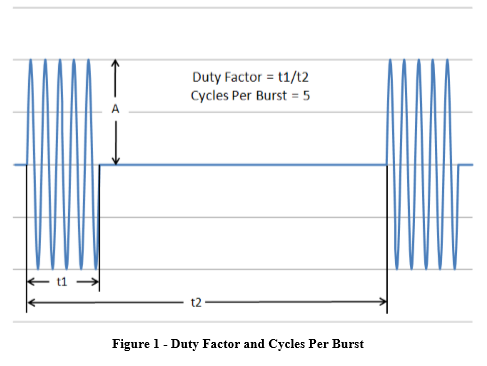 Duty Factor = t1/t2
Cycles Per Burst = 5
A
t1
t2
Figure 1 - Duty Factor and Cycles Per Burst